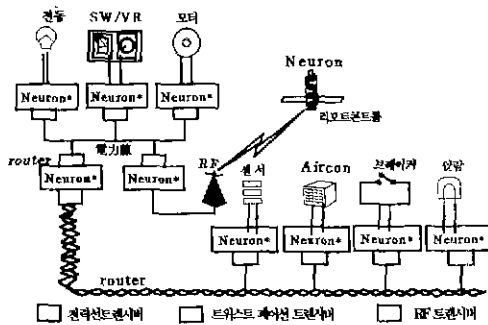 전등 SW/VR 모터
Neuron
Neuron* Neuron* Neuron*
리모트콘트롤
電力線
router RF 센서 Aircon 브레이커 알람
Neuron* Neuron*
Neuron* Neuron* Neuron* Neuron*
router
전력선트랜시버 트위스트 페어선 트랜시버 RF 트랜시버